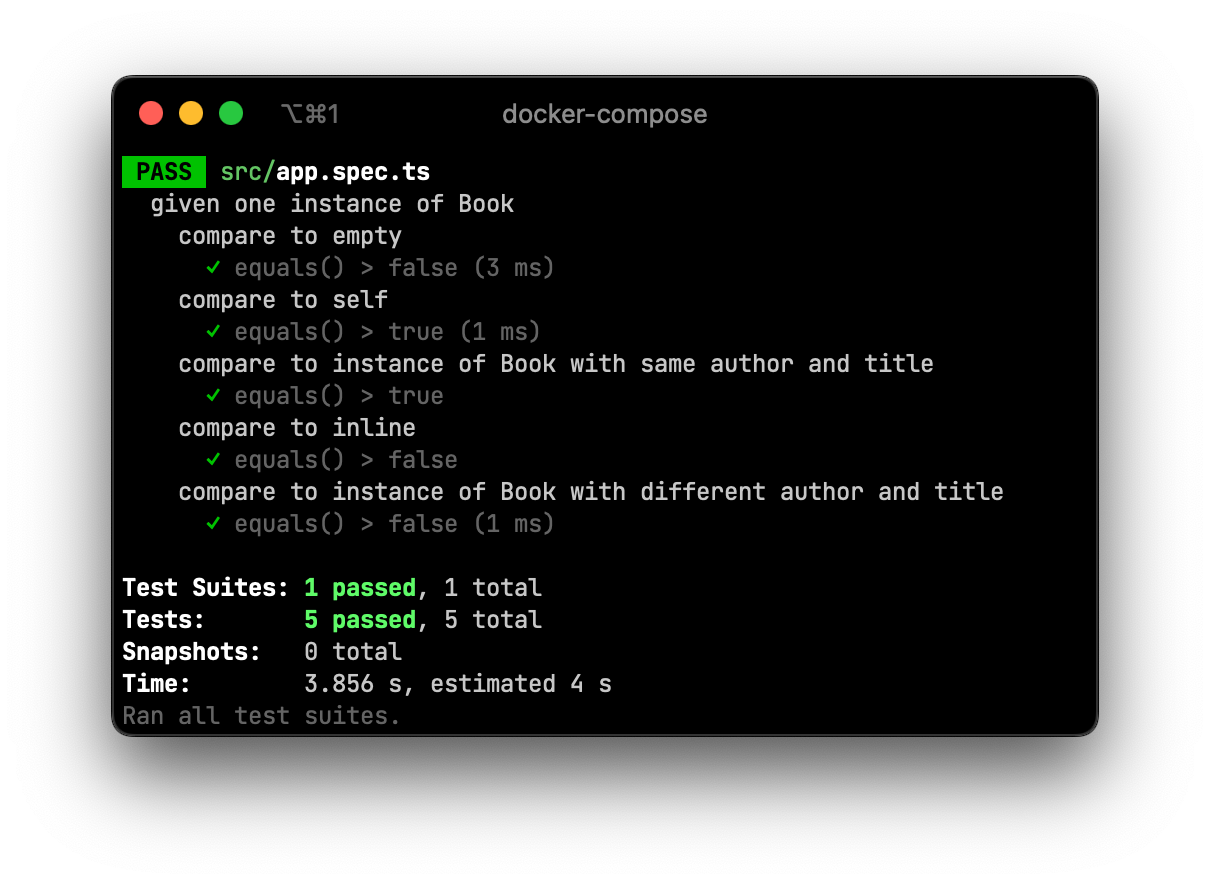 ⌥⌘1 docker-compose
PASS src/app.spec.ts
given one instance of Book
compare to empty
✓ equals() > false (3 ms)
compare to self
✓ equals() > true (1 ms)
compare to instance of Book with same author and title
✓ equals() > true
compare to inline
✓ equals() > false
compare to instance of Book with different author and title
✓ equals() > false (1 ms)
Test Suites: 1 passed, 1 total
Tests: 5 passed, 5 total
Snapshots: 0 total
Time: 3.856 s, estimated 4 s
Ran all test suites.